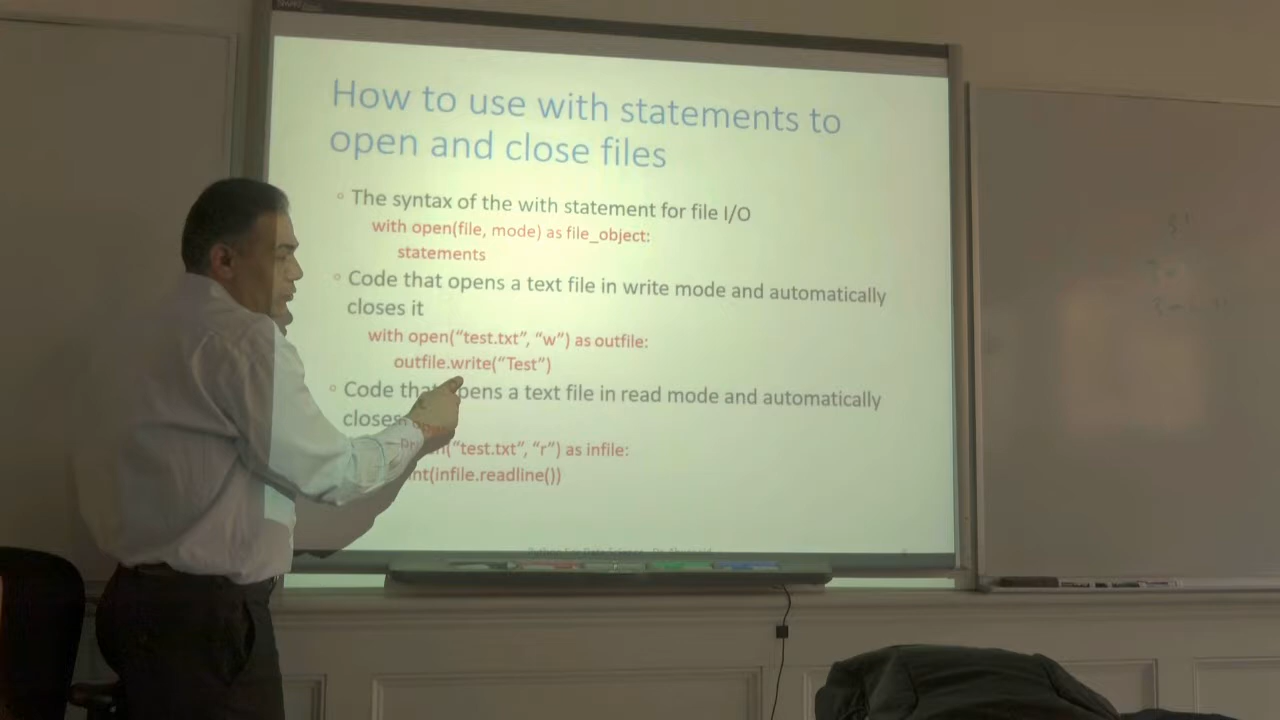 How to use with statements to
open and close files
The syntax of the with statement for file I/O
with open(file, mode) as file_object:
statements
Code that opens a text file in write mode and automatically
closes it
with open(“test.txt”, “w”) as outfile:
outfile.write(“Test”)
Code that opens a text file in read mode and automatically
closes
(“test.txt”, “r”) as infile:
(infile.readline())